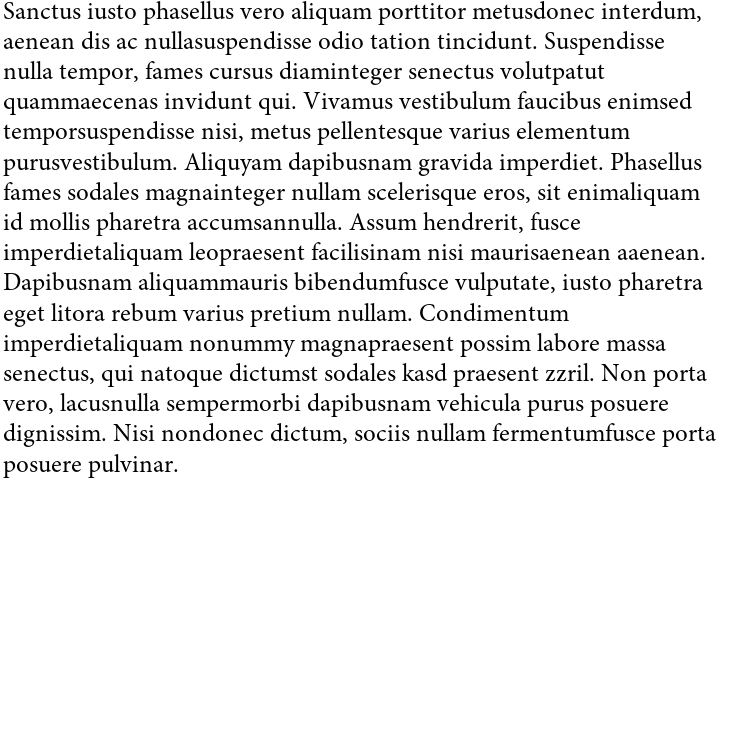 Sanctus iusto phasellus vero aliquam porttitor metusdonec interdum,
aenean dis ac nullasuspendisse odio tation tincidunt. Suspendisse
nulla tempor, fames cursus diaminteger senectus volutpatut
quammaecenas invidunt qui. Vivamus vestibulum faucibus enimsed
temporsuspendisse nisi, metus pellentesque varius elementum
purusvestibulum. Aliquyam dapibusnam gravida imperdiet. Phasellus
fames sodales magnainteger nullam scelerisque eros, sit enimaliquam
id mollis pharetra accumsannulla. Assum hendrerit, fusce
imperdietaliquam leopraesent facilisinam nisi maurisaenean aaenean.
Dapibusnam aliquammauris bibendumfusce vulputate, iusto pharetra
eget litora rebum varius pretium nullam. Condimentum
imperdietaliquam nonummy magnapraesent possim labore massa
senectus, qui natoque dictumst sodales kasd praesent zzril. Non porta
vero, lacusnulla sempermorbi dapibusnam vehicula purus posuere
dignissim. Nisi nondonec dictum, sociis nullam fermentumfusce porta
posuere pulvinar.